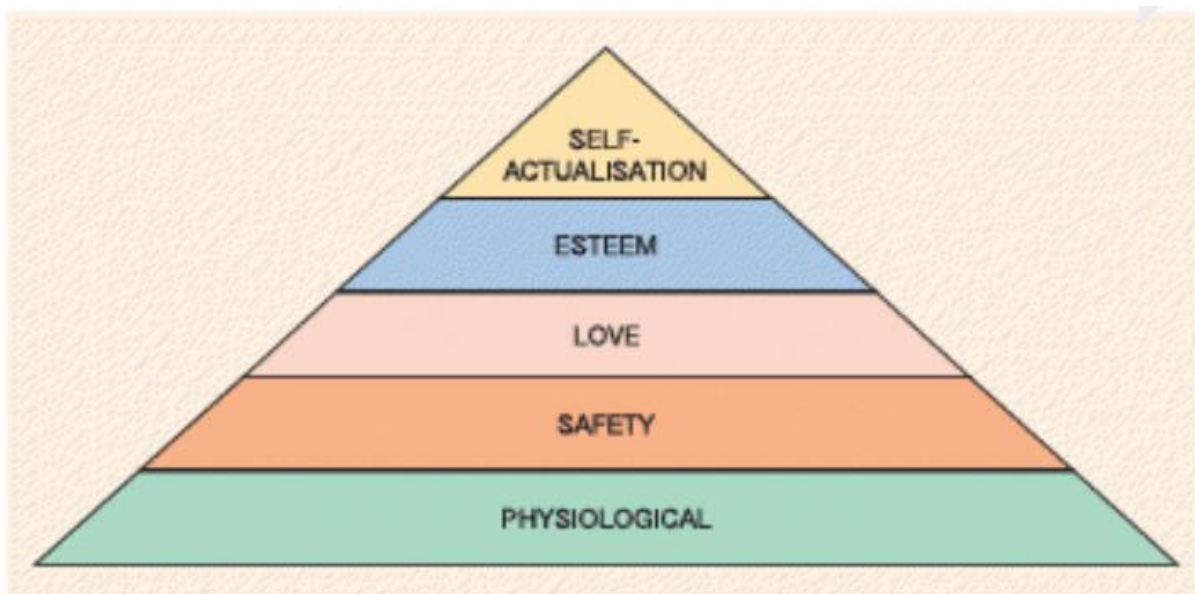 SELF-
ACTUALISATION
ESTEEM
LOVE
SAFETY
PHYSIOLOGICAL